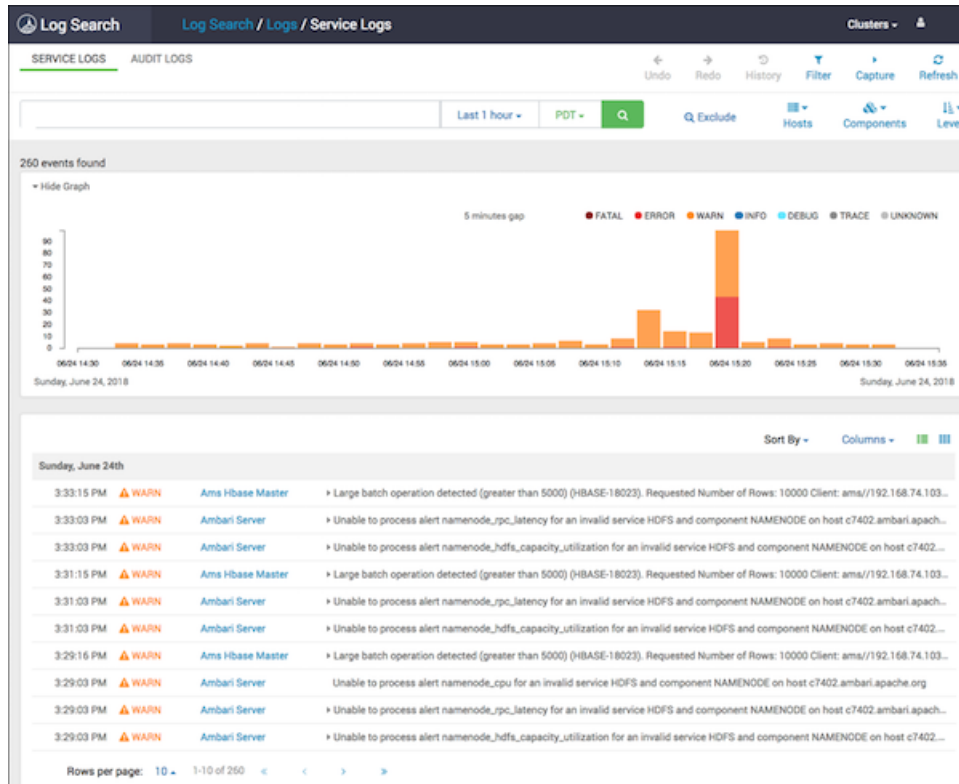 Log Search Log Search / Logs / Service Logs Clusters
SERVICE LOGS AUDIT LOGS Undo Redo History Filter Capture Refresh
Last 1 hour PDT Exclude Hosts Components Leve
260 events found
Hide Graph
5 minutes gap FATAL ERROR WARN INFO DEBUG TRACE UNKNOWN
90
80
70
60
50
40
30
20
10
0
06/24 14:30 06/24 14:35 06/24 14:40 06/24 14:45 06/24 14:50 06/24 14:55 06/24 15:00 06/24 15:05 06/24 15:10 06/24 15:15 06/24 15:20 06/24 15:25 06/24 15:30 06/24 15:35
Sunday, June 24, 2018 Sunday, June 24, 2018
Sort By Columns
Sunday, June 24th
3:33:15 PM WARN Ams Hbase Master Large batch operation detected (greater than 5000) (HBASE-18023). Requested Number of Rows: 10000 Client: ams//192.168.74.103...
3:33:03 PM WARN Ambari Server Unable to process alert namenode_rpc_latency for an invalid service HDFS and component NAMENODE on host c7402.ambari.apach...
3:33:03 PM WARN Ambari Server Unable to process alert namenode_hdfs_capacity_utilization for an invalid service HDFS and component NAMENODE on host c7402....
3:31:15 PM WARN Ams Hbase Master Large batch operation detected (greater than 5000) (HBASE-18023). Requested Number of Rows: 10000 Client: ams//192.168.74.103...
3:31:03 PM WARN Ambari Server Unable to process alert namenode_rpc_latency for an invalid service HDFS and component NAMENODE on host c7402.ambari.apach...
3:31:03 PM WARN Ambari Server Unable to process alert namenode_hdfs_capacity_utilization for an invalid service HDFS and component NAMENODE on host c7402....
3:29:16 PM WARN Ams Hbase Master Large batch operation detected (greater than 5000) (HBASE-18023). Requested Number of Rows: 10000 Client: ams//192.168.74.103...
3:29:03 PM WARN Ambari Server Unable to process alert namenode_cpu for an invalid service HDFS and component NAMENODE on host c7402.ambari.apache.org
3:29:03 PM WARN Ambari Server Unable to process alert namenode_rpc_latency for an invalid service HDFS and component NAMENODE on host c7402.ambari.apach...
3:29:03 PM WARN Ambari Server Unable to process alert namenode_hdfs_capacity_utilization for an invalid service HDFS and component NAMENODE on host c7402....
Rows per page: 10 1-10 of 260 « ‹ › »